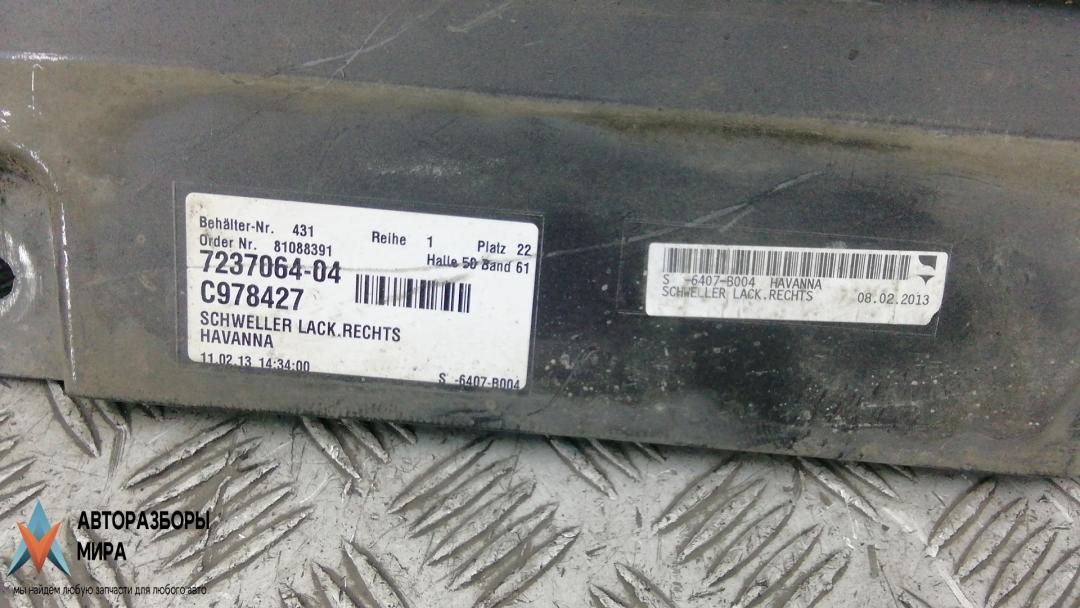 Behälter-Nr. 431 Reihe 1 Platz 22
Order Nr. 81088391 Halle 50 Band 61
7237064-04
C978427
SCHWELLER LACK.RECHTS
HAVANNA
11.02.13 14:34:00 S -6407-B004
S -6407-B004 HAVANNA
SCHWELLER LACK.RECHTS 08.02.2013
АВТОРАЗБОРЫ
МИРА
мы найдём любую запчасти для любого авто